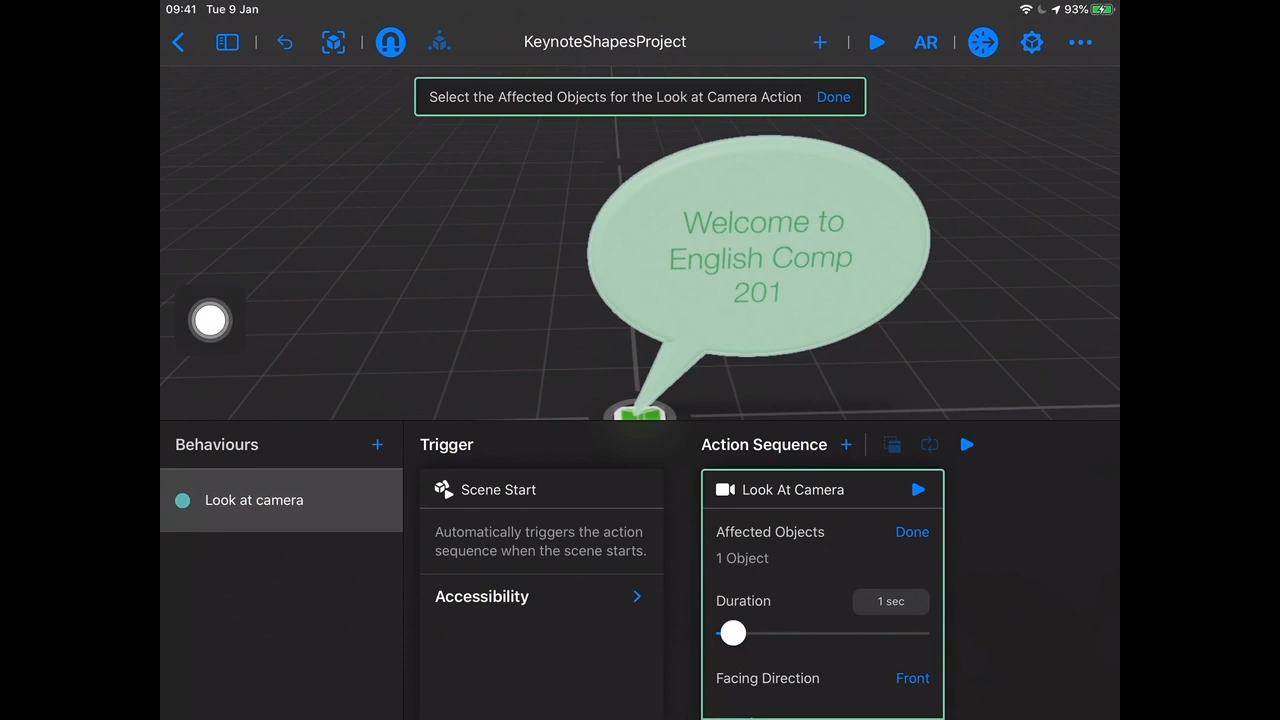 09:41 Tue 9 Jan
93%
KeynoteShapesProject
AR
Select the Affected Objects for the Look at Camera Action Done
Welcome to
English Comp
201
Behaviours
Look at camera
Trigger
Scene Start
Automatically triggers the action
sequence when the scene starts.
Accessibility
Action Sequence
Look At Camera
Affected Objects Done
1 Object
Duration 1 sec
Facing Direction Front